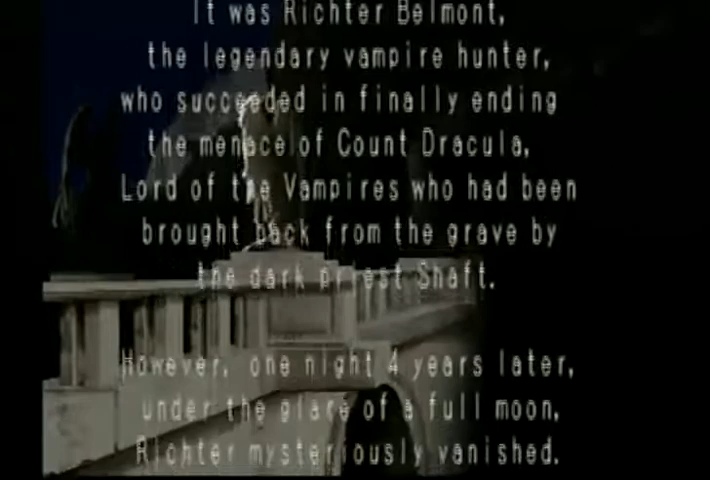 It was Richter Belmont,
the legendary vampire hunter,
who succeeded in finally ending
the menace of Count Dracula,
Lord of the Vampires who had been
brought back from the grave by
the dark priest Shaft.
However, one night 4 years later,
under the glare of a full moon,
Richter mysteriously vanished.